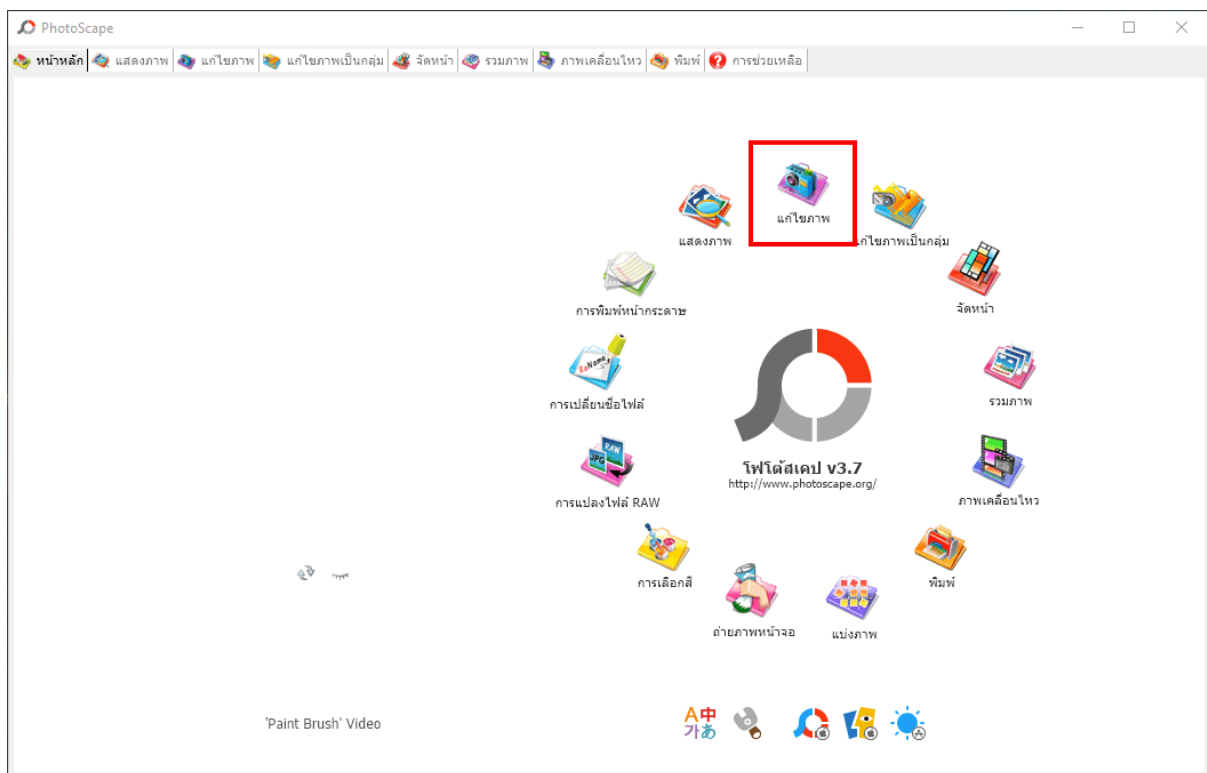 PhotoScape
หน้าหลัก แสดงภาพ แก้ไขภาพ แก้ไขภาพเป็นกลุ่ม จัดหน้า รวมภาพ ภาพเคลื่อนไหว พิมพ์ ? การช่วยเหลือ
แก้ไขภาพ
แสดงภาพ
แก้ไขภาพเป็นกลุ่ม
การพิมพ์หน้ากระดาษ
จัดหน้า
ReName
การเปลี่ยนชื่อไฟล์
รวมภาพ
RAW
JPG
โฟโต้สเคป v3.7
http://www.photoscape.org/
การแปลงไฟล์ RAW
ภาพเคลื่อนไหว
การเลือกสี
พิมพ์
ถ่ายภาพหน้าจอ
แบ่งภาพ
'Paint Brush' Video
A中
가あ